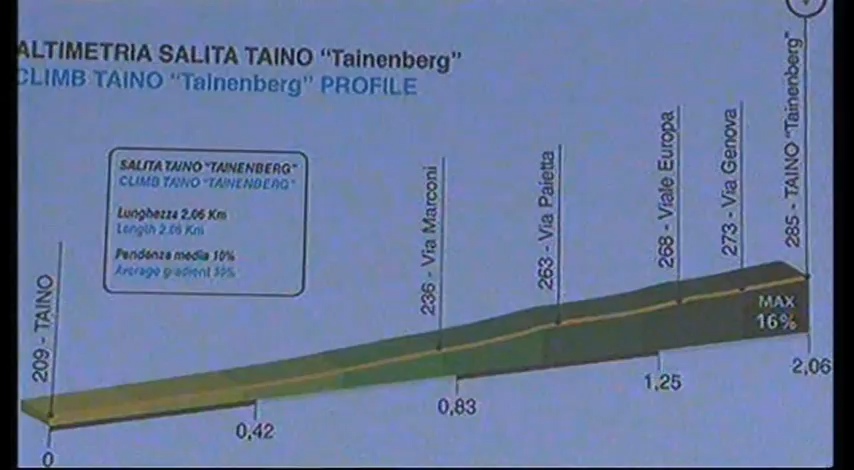 ALTIMETRIA SALITA TAINO “Tainenberg”
CLIMB TAINO “Tainenberg” PROFILE
SALITA TAINO “TAINENBERG”
CLIMB TAINO “TAINENBERG”
Lunghezza 2,06 Km
Length 2.06 Km
Pendenza media 10%
Average gradient 10%
209 - TAINO
236 - Via Marconi
263 - Via Paietta
268 - Viale Europa
273 - Via Genova
285 - TAINO “Tainenberg”
MAX
16%
0
0,42
0,83
1,25
2,06